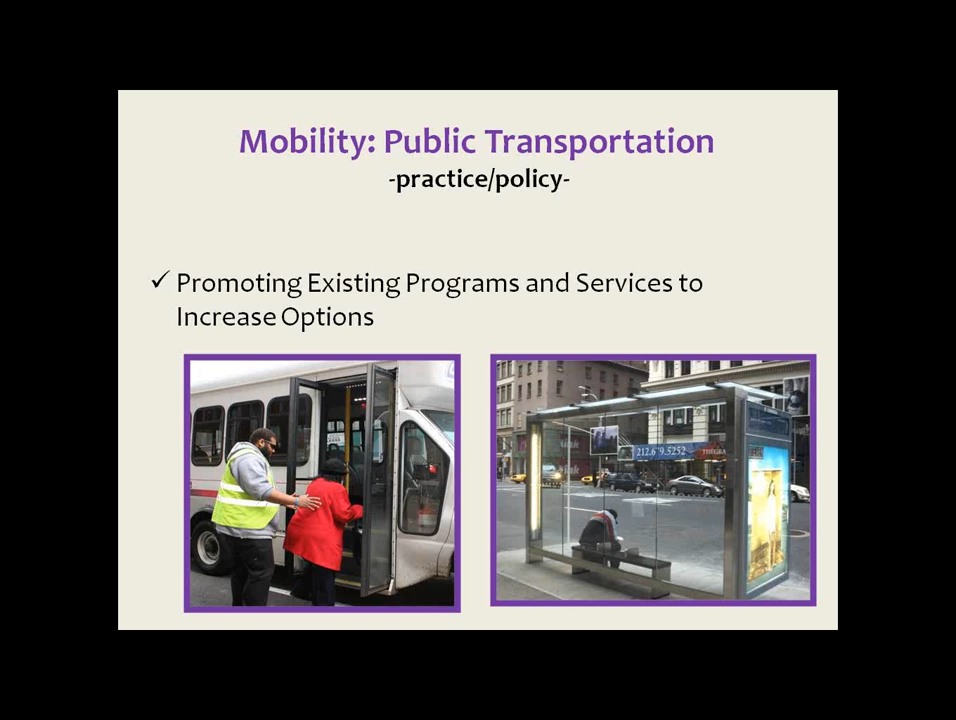 Mobility: Public Transportation
-practice/policy-
✓ Promoting Existing Programs and Services to
Increase Options